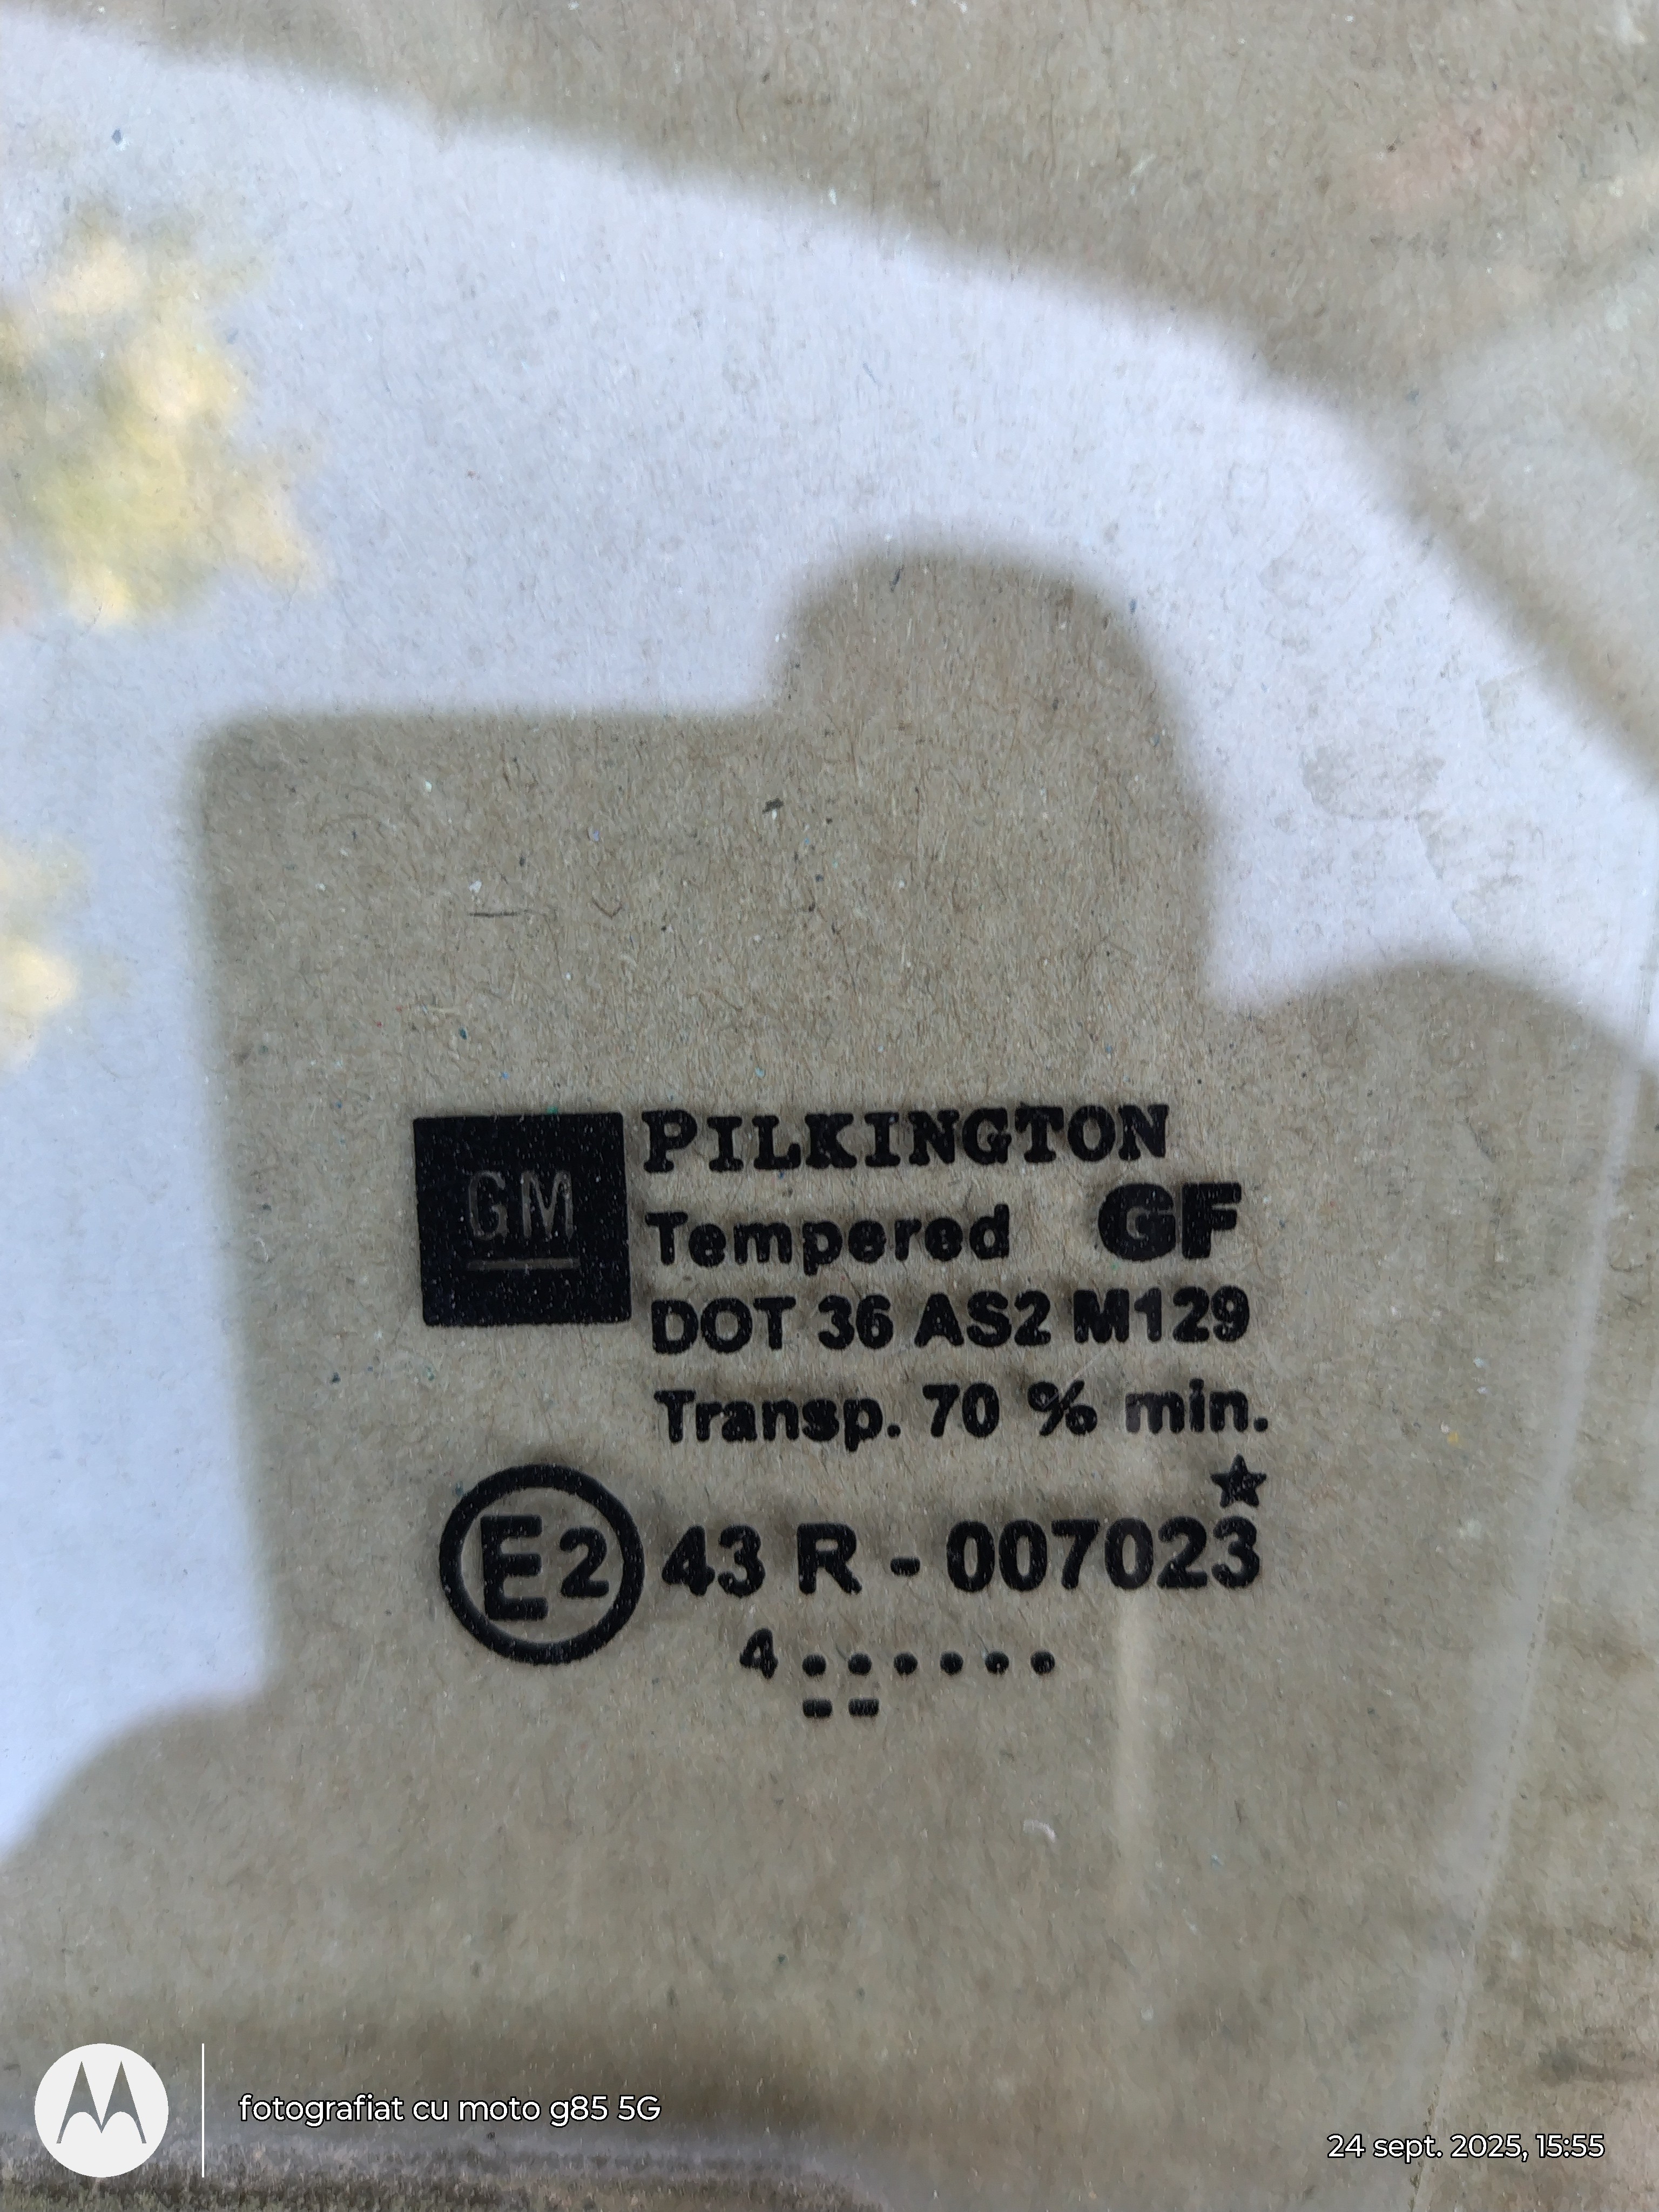 GM
PILKINGTON
Tempered GF
DOT 36 AS2 M129
Transp. 70 % min.
★
E2 43 R - 007023
4 . . . . . .
fotografiat cu moto g85 5G
24 sept. 2025, 15:55